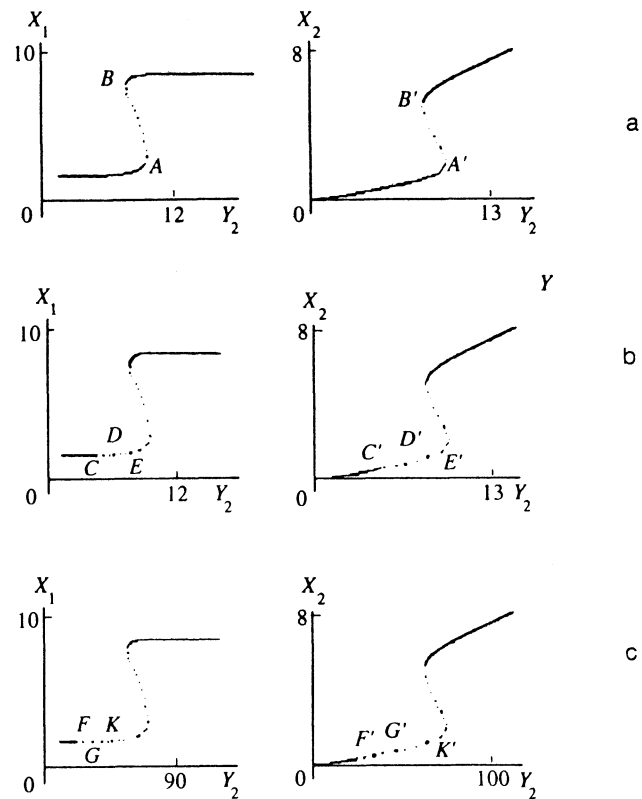 X₁ X₂
10 8
B B' a
A A'
0 12 Y₂ 0 13 Y₂
Y
X₁ X₂
10 8 b
D C' D'
C E E'
0 12 Y₂ 0 13 Y₂
X₁ X₂
10 8
c
F K F' G'
G K'
0 90 Y₂ 0 100 Y₂